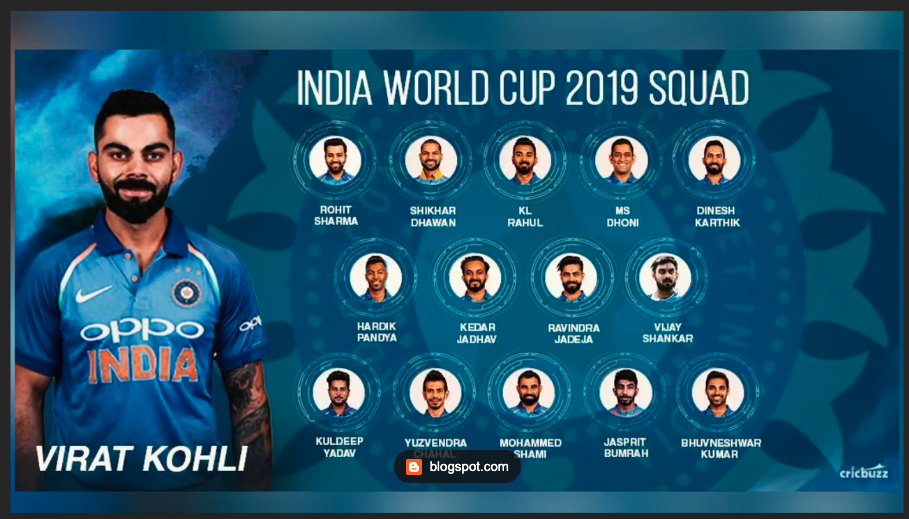 INDIA WORLD CUP 2019 SQUAD
ROHIT
SHARMA
SHIKHAR
DHAWAN
KL
RAHUL
MS
DHONI
DINESH
KARTHIK
HARDIK
PANDYA
KEDAR
JADHAV
RAVINDRA
JADEJA
VIJAY
SHANKAR
KULDEEP
YADAV
YUZVENDRA
CHAHAL
MOHAMMED
SHAMI
JASPRIT
BUMRAH
BHUVNESHWAR
KUMAR
oppo
INDIA
VIRAT KOHLI
blogspot.com
cricbuzz